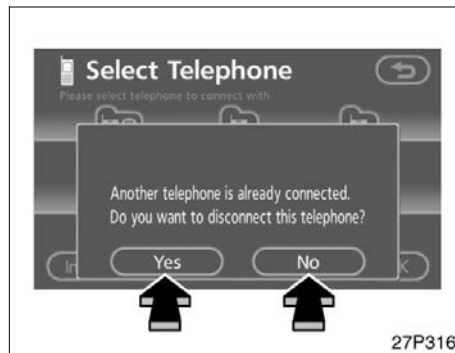 Select Telephone
Please select telephone to connect with
Another telephone is already connected.
Do you want to disconnect this telephone?
Yes
No
In
K
27P316